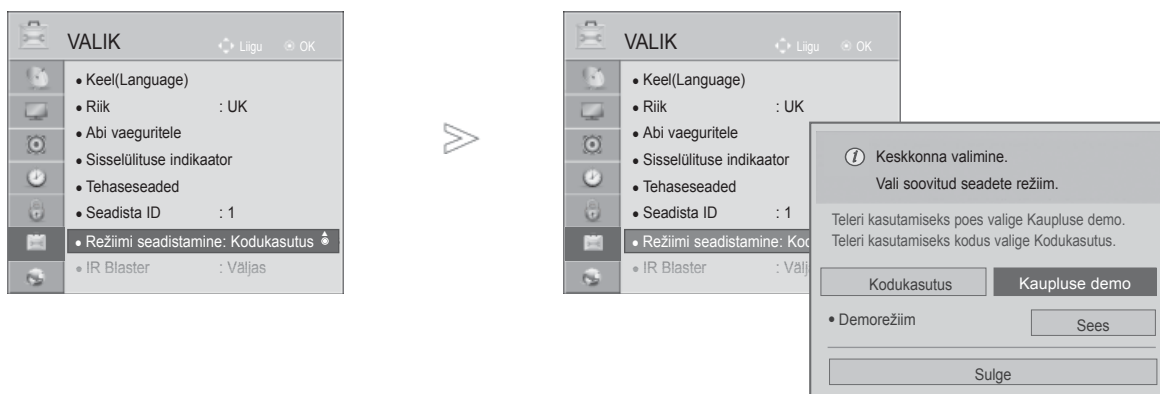 VALIK Liigu OK
• Keel(Language)
• Riik : UK
• Abi vaeguritele
• Sisselülituse indikaator
• Tehaseseaded
• Seadista ID : 1
• Režiimi seadistamine: Kodukasutus
• IR Blaster : Väljas
VALIK Liigu OK
• Keel(Language)
• Riik : UK
• Abi vaeguritele
• Sisselülituse indikaator
• Tehaseseaded
• Seadista ID : 1
• Režiimi seadistamine:
• IR Blaster :
Keskkonna valimine.
Vali soovitud seadete režiim.
Teleri kasutamiseks poes valige Kaupluse demo.
Teleri kasutamiseks kodus valige Kodukasutus.
Kodukasutus Kaupluse demo
• Demorežiim Sees
Sulge